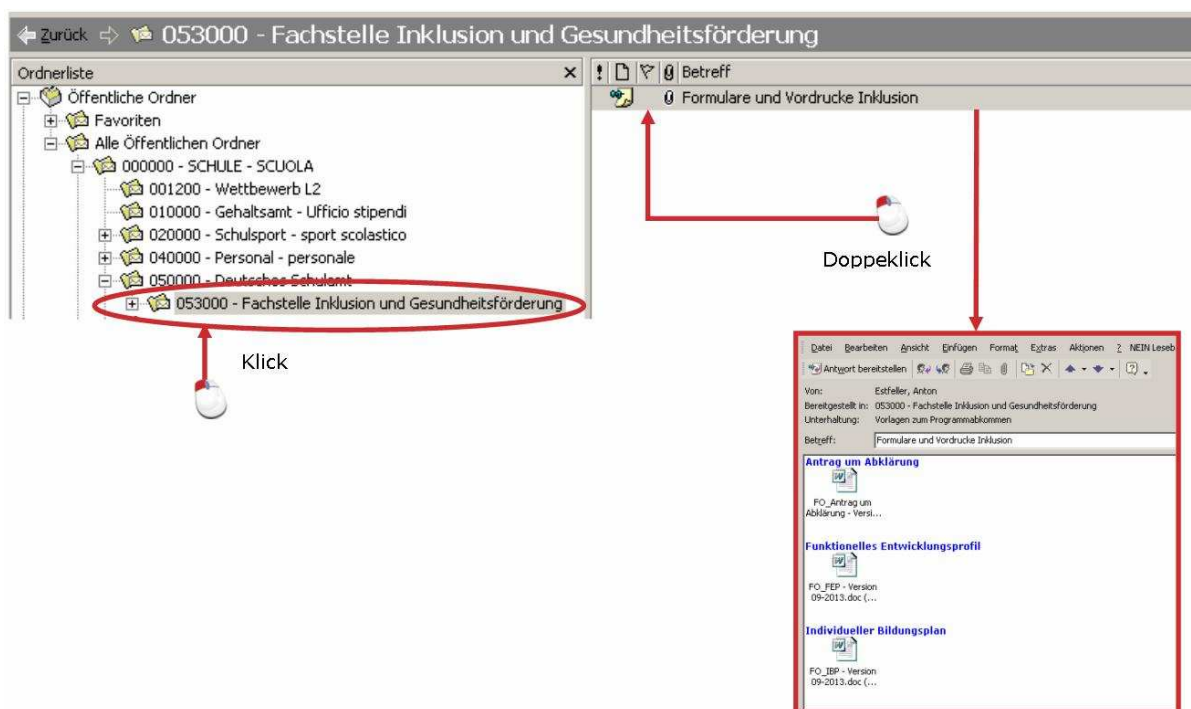 Zurück 053000 - Fachstelle Inklusion und Gesundheitsförderung
Ordnerliste
Öffentliche Ordner
Favoriten
Alle Öffentlichen Ordner
000000 - SCHULE - SCUOLA
001200 - Wettbewerb L2
010000 - Gehaltsamt - Ufficio stipendi
020000 - Schulsport - sport scolastico
040000 - Personal - personale
050000 - Deutsches Schulamt
053000 - Fachstelle Inklusion und Gesundheitsförderung
Klick
Betreff
Formulare und Vordrucke Inklusion
Doppeklick
Datei Bearbeiten Ansicht Einfügen Format Extras Aktionen ? NEIN Leseb
Antwort bereitstellen
Von: Estfeller, Anton
Bereitgestellt in: 053000 - Fachstelle Inklusion und Gesundheitsförderung
Unterhaltung: Vorlagen zum Programmabkommen
Betreff: Formulare und Vordrucke Inklusion
Antrag um Abklärung
FO_Antrag um
Abklärung - Versi...
Funktionelles Entwicklungsprofil
FO_FEP - Version
09-2013.doc (...
Individueller Bildungsplan
FO_IBP - Version
09-2013.doc (...